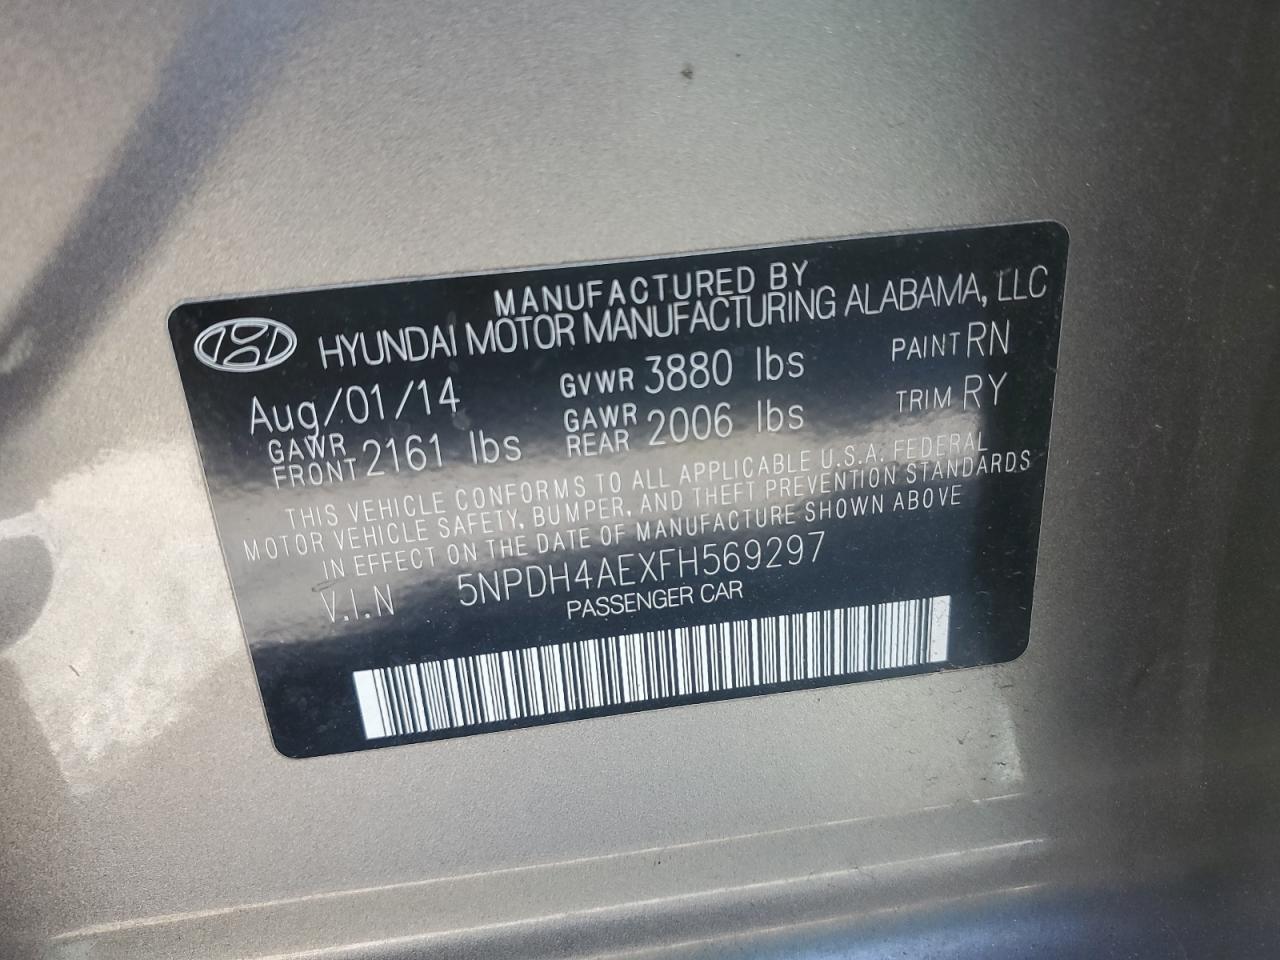 MANUFACTURED BY
HYUNDAI MOTOR MANUFACTURING ALABAMA, LLC
Aug/01/14 GVWR 3880 lbs PAINT RN
GAWR FRONT 2161 lbs GAWR REAR 2006 lbs TRIM RY
THIS VEHICLE CONFORMS TO ALL APPLICABLE U.S.A. FEDERAL
MOTOR VEHICLE SAFETY, BUMPER, AND THEFT PREVENTION STANDARDS
IN EFFECT ON THE DATE OF MANUFACTURE SHOWN ABOVE
V.I.N 5NPDH4AEXFH569297
PASSENGER CAR